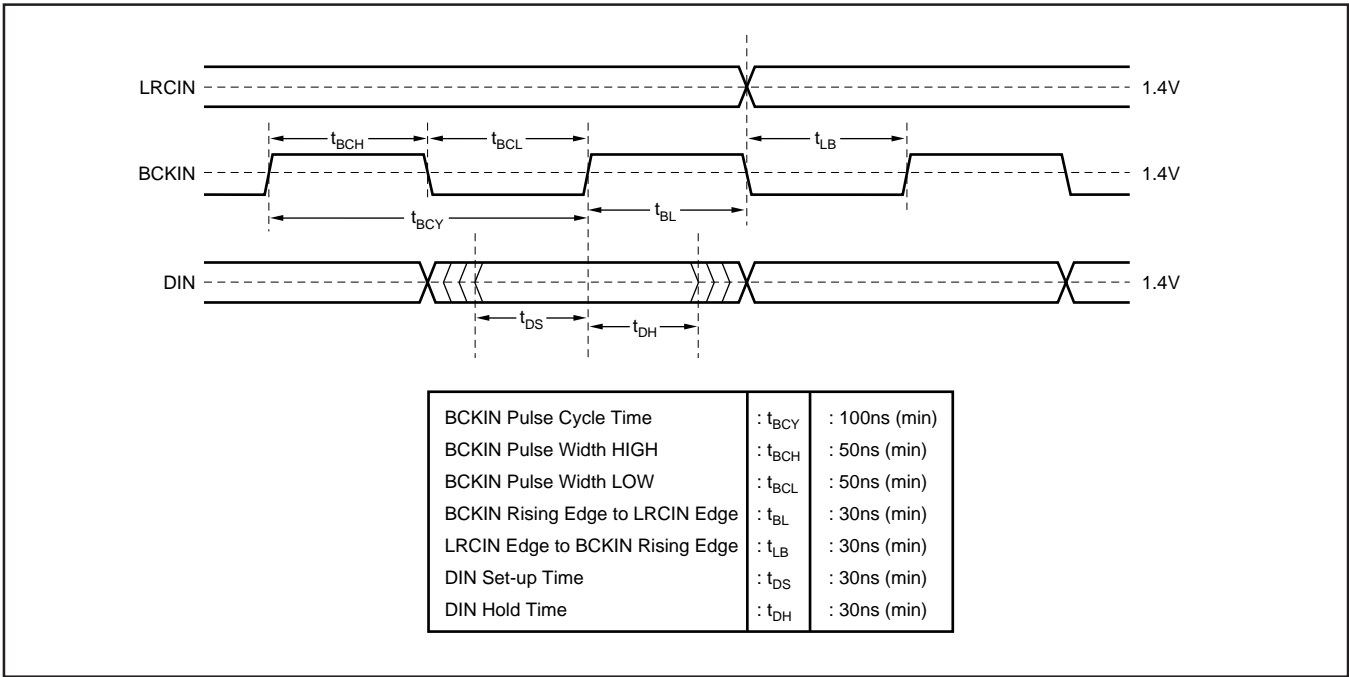 LRCIN 1.4V
t_BCH t_BCL t_LB
BCKIN 1.4V
t_BCY t_BL
DIN 1.4V
t_DS t_DH
BCKIN Pulse Cycle Time : t_BCY : 100ns (min)
BCKIN Pulse Width HIGH : t_BCH : 50ns (min)
BCKIN Pulse Width LOW : t_BCL : 50ns (min)
BCKIN Rising Edge to LRCIN Edge : t_BL : 30ns (min)
LRCIN Edge to BCKIN Rising Edge : t_LB : 30ns (min)
DIN Set-up Time : t_DS : 30ns (min)
DIN Hold Time : t_DH : 30ns (min)